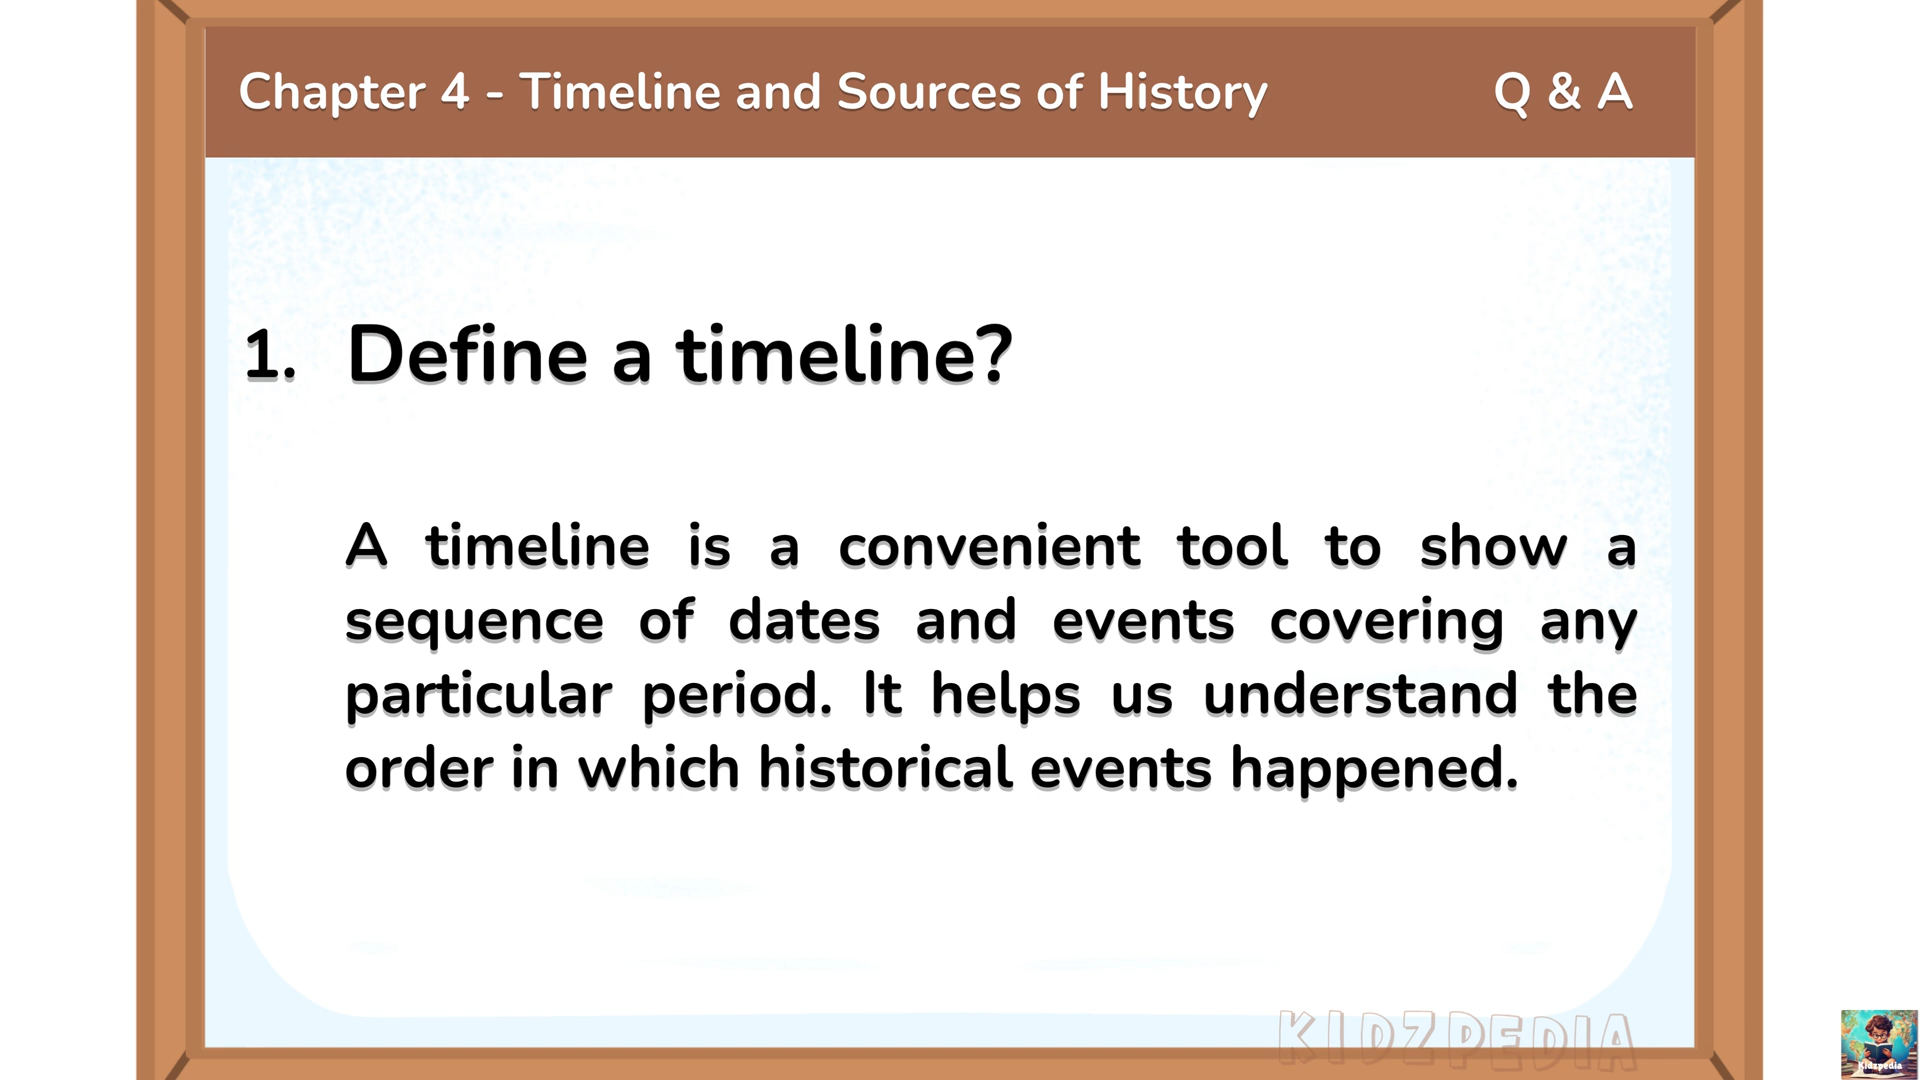 Chapter 4 - Timeline and Sources of History Q & A
1. Define a timeline?
A timeline is a convenient tool to show a
sequence of dates and events covering any
particular period. It helps us understand the
order in which historical events happened.
KIDZPEDIA
Kidzpedia